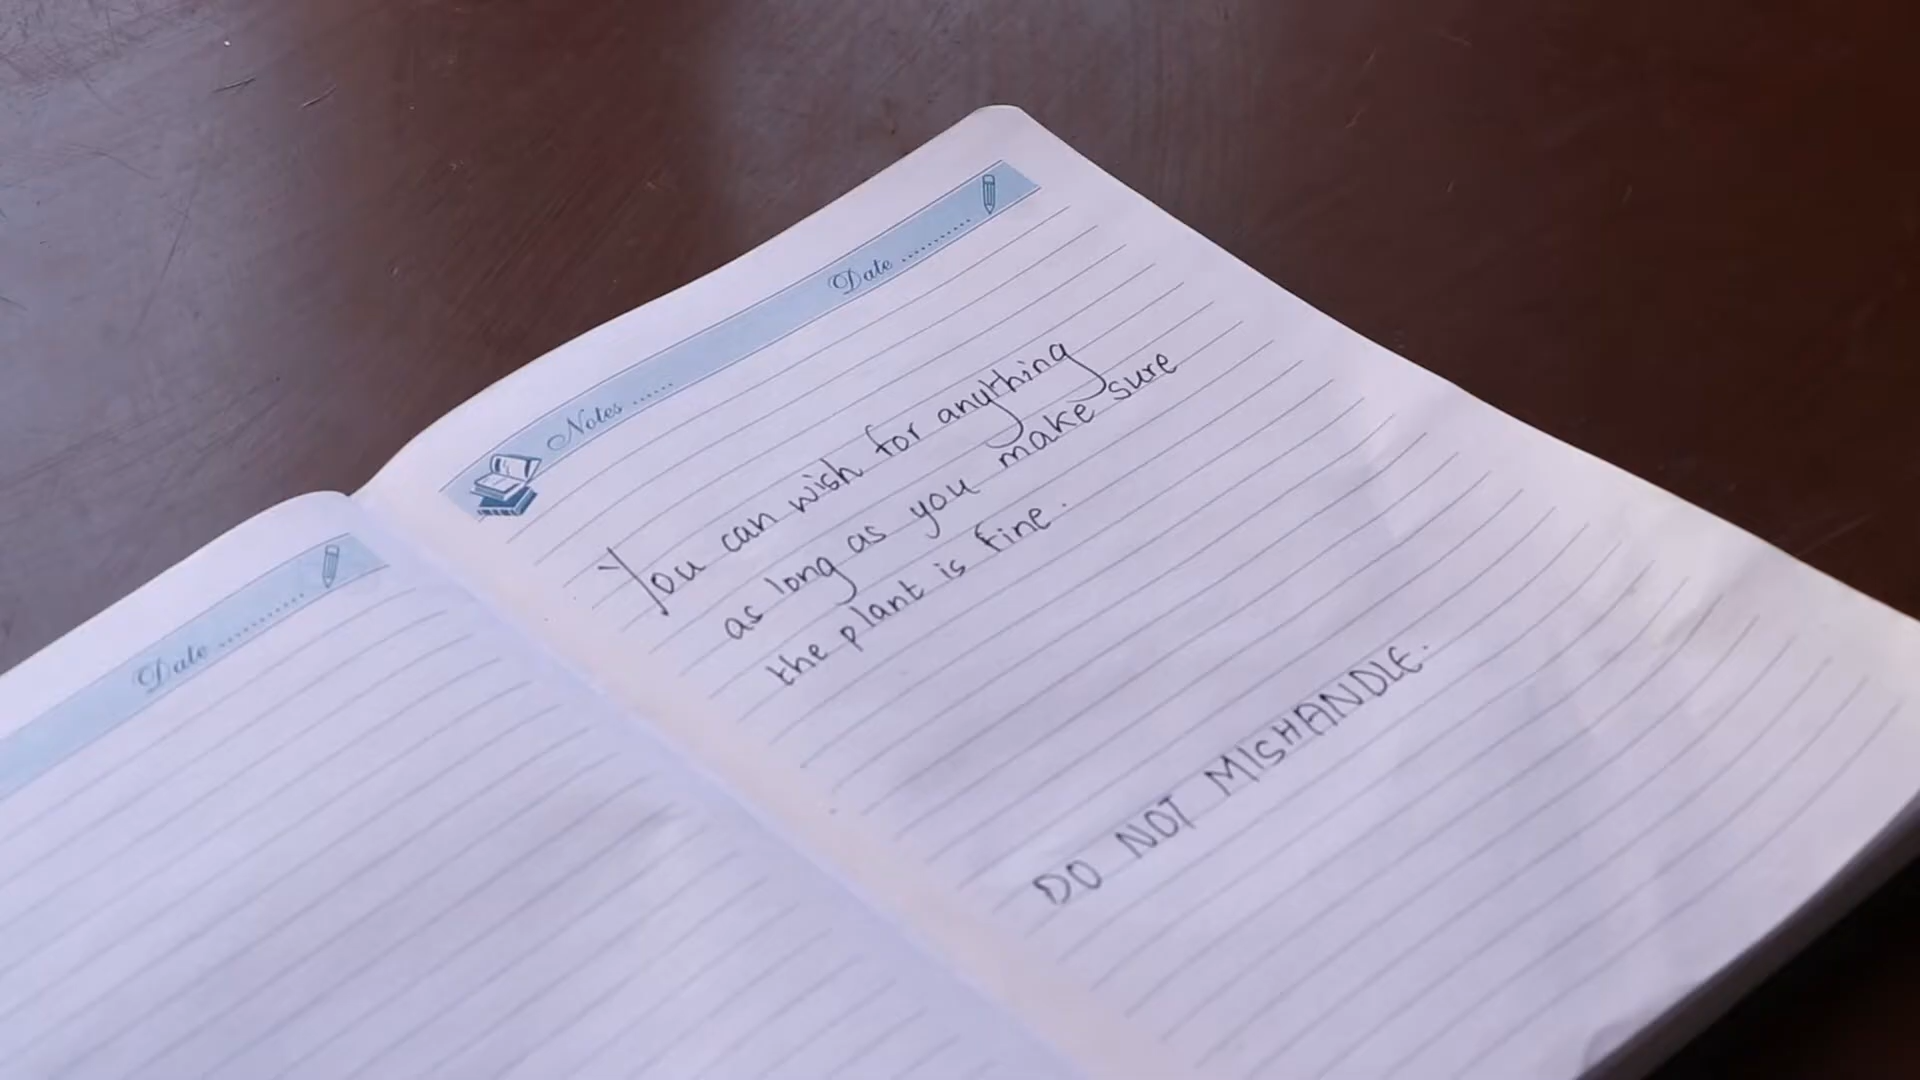 Date ..........
Notes ...... Date ..........
You can wish for anything
as long as you make sure
the plant is fine.
DO NOT MISHANDLE.